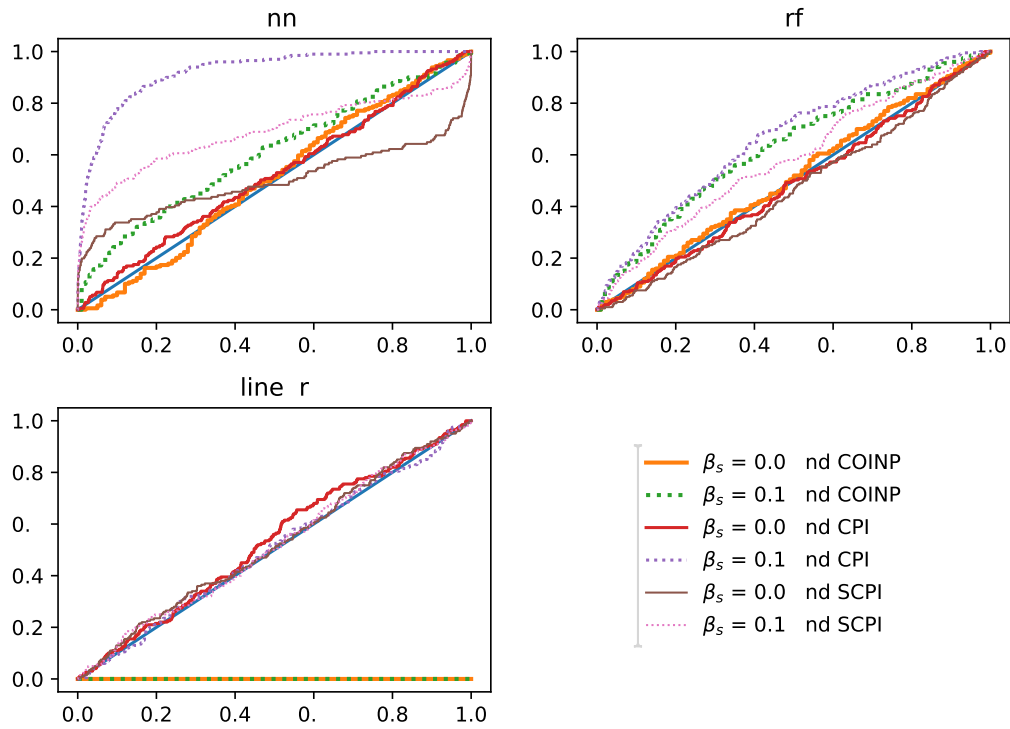 nn
rf
1.0
0.8
0.
0.4
0.2
0.0
0.0 0.2 0.4 0.6 0.8 1.0
1.0
0.8
0.
0.4
0.2
0.0
0.0 0.2 0.4 0.6 0.8 1.0
line r
1.0
0.8
0.
0.4
0.2
0.0
0.0 0.2 0.4 0. 0.8 1.0
βs = 0.0 nd COINP
βs = 0.1 nd COINP
βs = 0.0 nd CPI
βs = 0.1 nd CPI
βs = 0.0 nd SCPI
βs = 0.1 nd SCPI